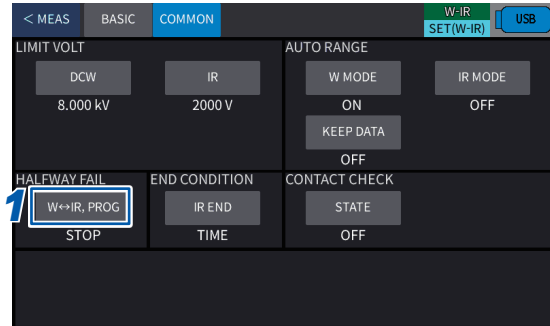 < MEAS BASIC COMMON W-IR SET(W-IR) USB
LIMIT VOLT AUTO RANGE
DCW IR W MODE IR MODE
8.000 kV 2000 V ON OFF
KEEP DATA
OFF
HALFWAY FAIL END CONDITION CONTACT CHECK
1 W↔IR, PROG IR END STATE
STOP TIME OFF